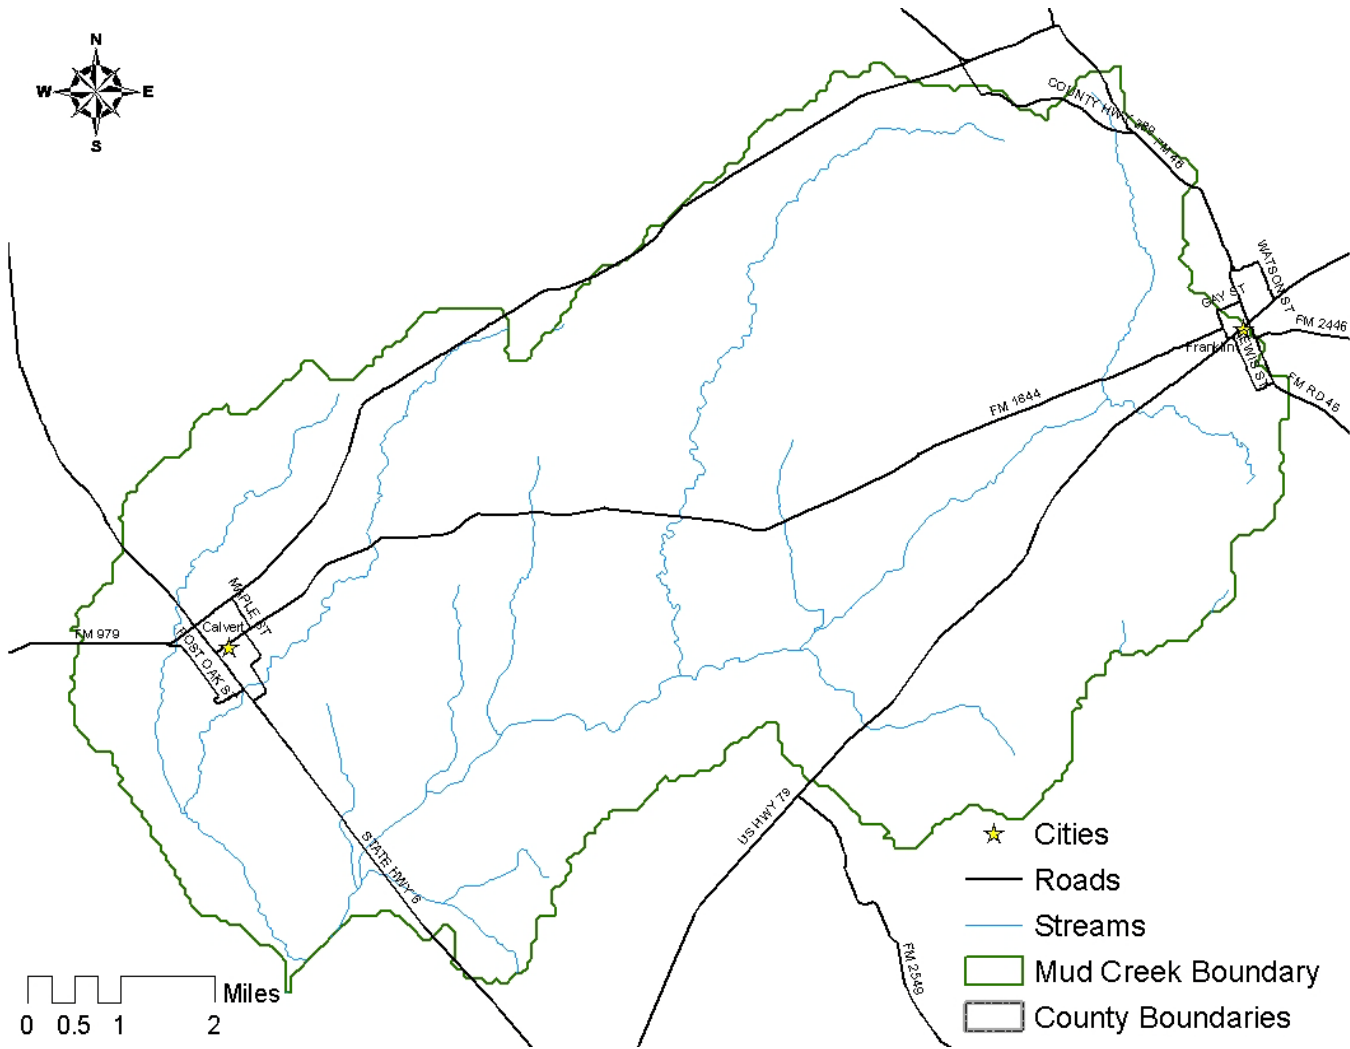 N
W E
S
COUNTY HWY 389
FM 46
WATSON ST
GAY ST
FM 2446
Franklin
LEWIS ST
FM RD 46
FM 1644
MAPLE ST
Calvert
FM 979
POST OAK S
US HWY 79
STATE HWY 6
FM 2549
Cities
Roads
Streams
Mud Creek Boundary
County Boundaries
Miles
0 0.5 1 2